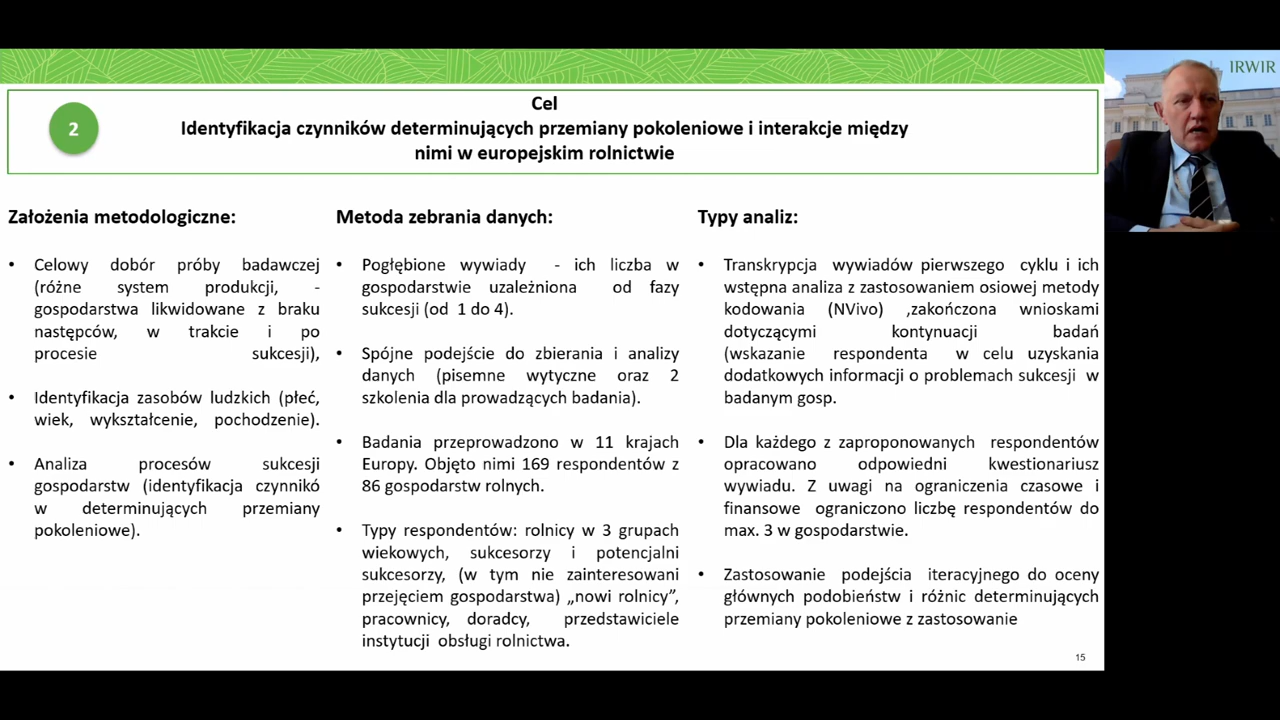 IRWIR
Cel
2
Identyfikacja czynników determinujących przemiany pokoleniowe i interakcje między
nimi w europejskim rolnictwie
Założenia metodologiczne:
• Celowy dobór próby badawczej
(różne system produkcji, -
gospodarstwa likwidowane z braku
następców, w trakcie i po
procesie sukcesji),
• Identyfikacja zasobów ludzkich (płeć,
wiek, wykształcenie, pochodzenie).
• Analiza procesów sukcesji
gospodarstw (identyfikacja czynnikó
w determinujących przemiany
pokoleniowe).
Metoda zebrania danych:
• Pogłębione wywiady - ich liczba w
gospodarstwie uzależniona od fazy
sukcesji (od 1 do 4).
• Spójne podejście do zbierania i analizy
danych (pisemne wytyczne oraz 2
szkolenia dla prowadzących badania).
• Badania przeprowadzono w 11 krajach
Europy. Objęto nimi 169 respondentów z
86 gospodarstw rolnych.
• Typy respondentów: rolnicy w 3 grupach
wiekowych, sukcesorzy i potencjalni
sukcesorzy, (w tym nie zainteresowani
przejęciem gospodarstwa) „nowi rolnicy”,
pracownicy, doradcy, przedstawiciele
instytucji obsługi rolnictwa.
Typy analiz:
• Transkrypcja wywiadów pierwszego cyklu i ich
wstępna analiza z zastosowaniem osiowej metody
kodowania (NVivo) ,zakończona wnioskami
dotyczącymi kontynuacji badań
(wskazanie respondenta w celu uzyskania
dodatkowych informacji o problemach sukcesji w
badanym gosp.
• Dla każdego z zaproponowanych respondentów
opracowano odpowiedni kwestionariusz
wywiadu. Z uwagi na ograniczenia czasowe i
finansowe ograniczono liczbę respondentów do
max. 3 w gospodarstwie.
• Zastosowanie podejścia iteracyjnego do oceny
głównych podobieństw i różnic determinujących
przemiany pokoleniowe z zastosowanie
15